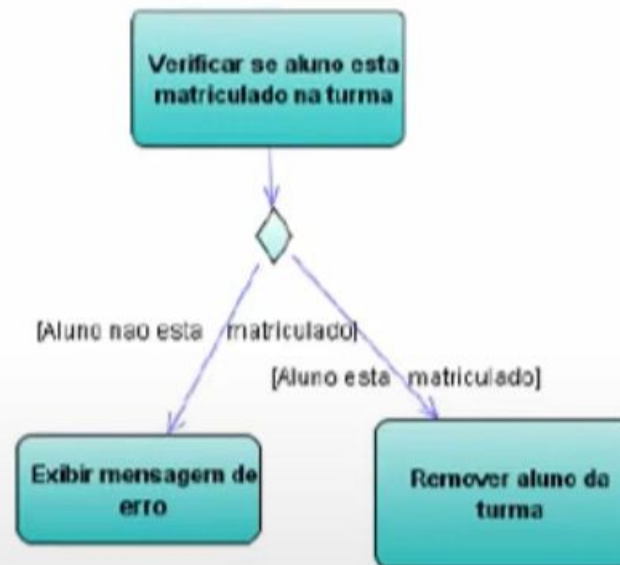 Verificar se aluno esta
matriculado na turma
[Aluno nao esta matriculado]
[Aluno esta matriculado]
Exibir mensagem de
erro
Remover aluno da
turma